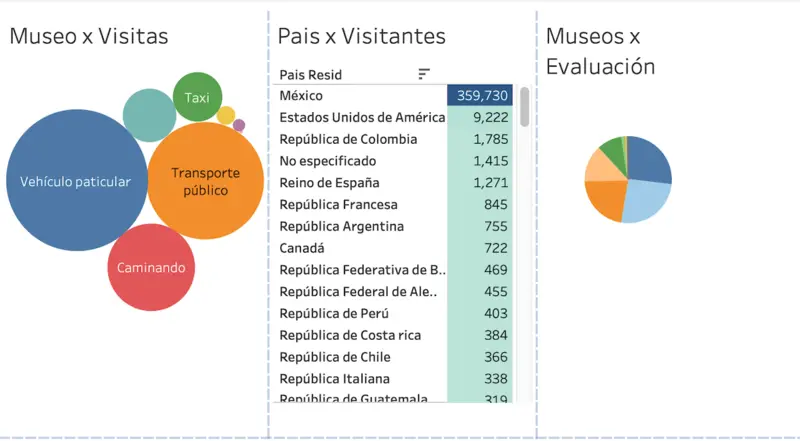 Museo x Visitas
Taxi
Vehículo paticular
Transporte
público
Caminando
Pais x Visitantes
Pais Resid
México 359,730
Estados Unidos de América 9,222
República de Colombia 1,785
No especificado 1,415
Reino de España 1,271
República Francesa 845
República Argentina 755
Canadá 722
República Federativa de B.. 469
República Federal de Ale.. 455
República de Perú 403
República de Costa rica 384
República de Chile 366
República Italiana 338
República de Guatemala 319
Museos x
Evaluación